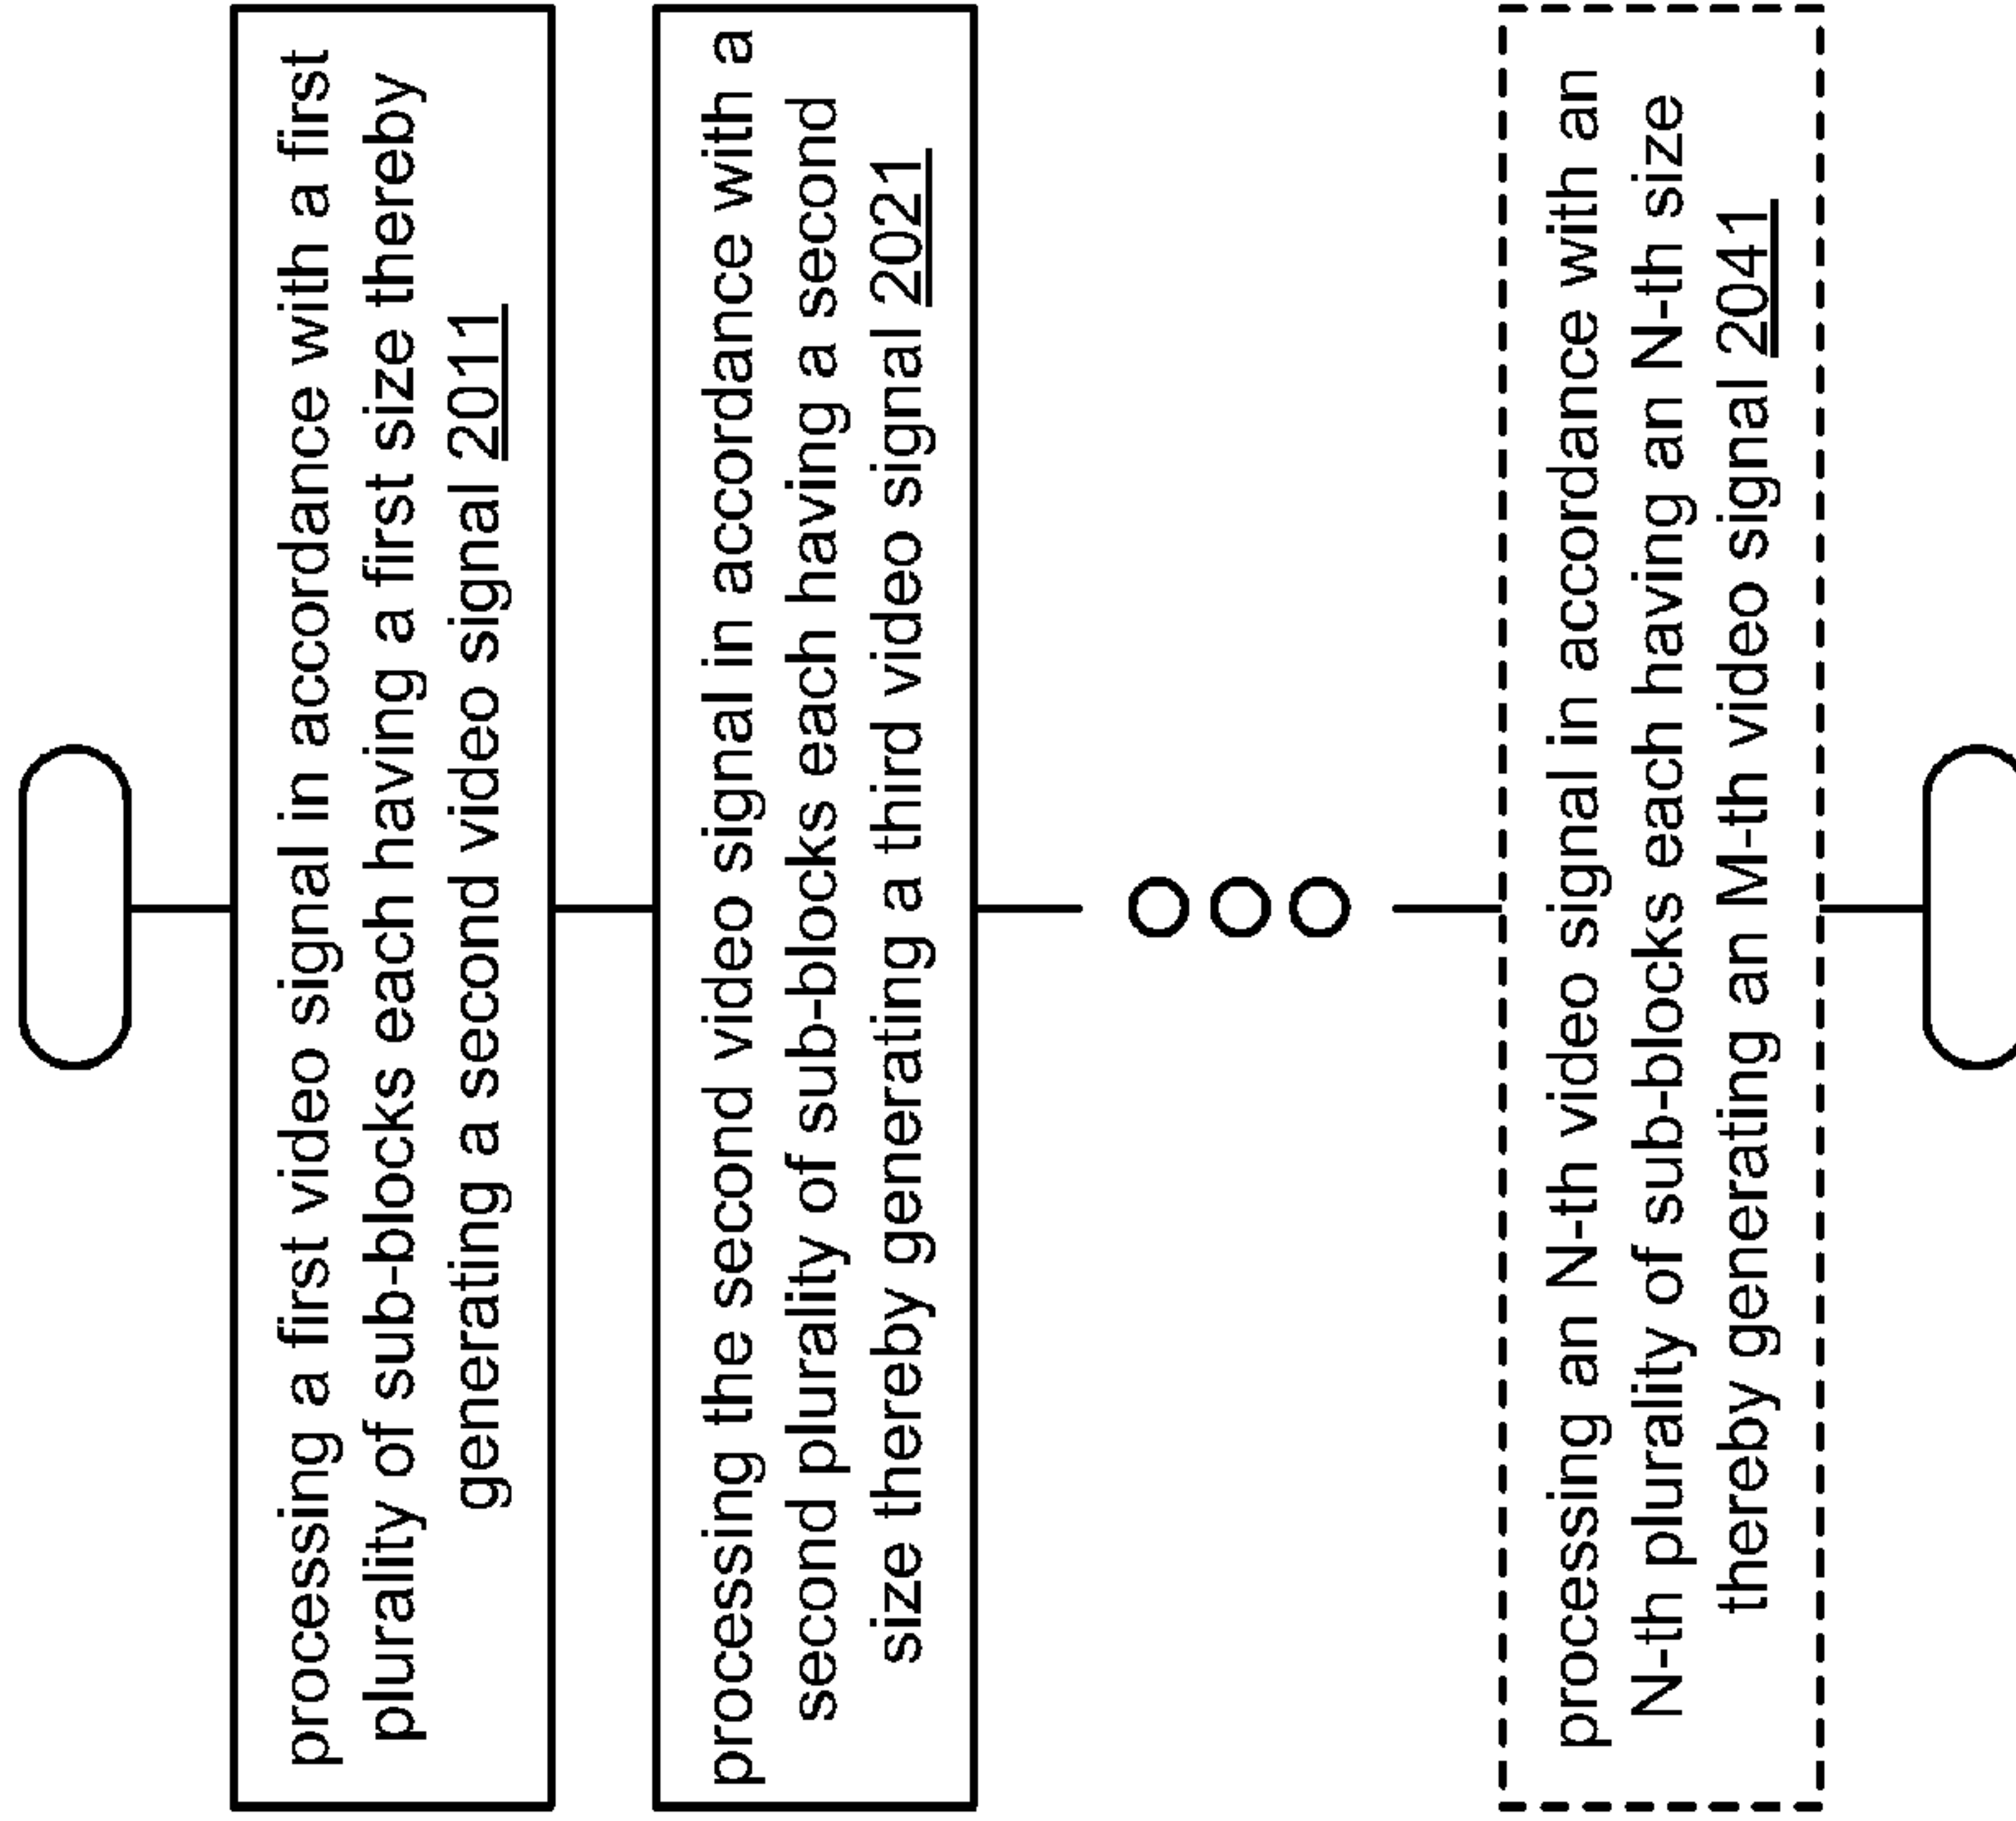 processing a first video signal in accordance with a first
plurality of sub-blocks each having a first size thereby
generating a second video signal 2011
processing the second video signal in accordance with a
second plurality of sub-blocks each having a second
size thereby generating a third video signal 2021
processing an N-th video signal in accordance with an
N-th plurality of sub-blocks each having an N-th size
thereby generating an M-th video signal 2041